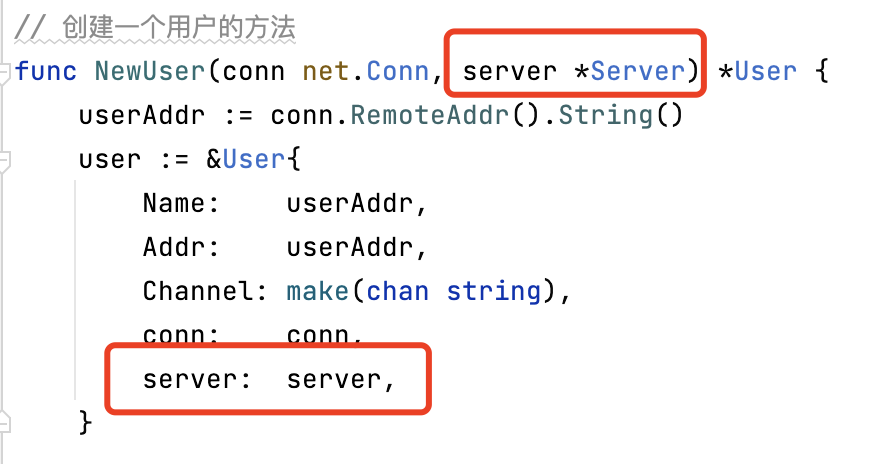 // 创建一个用户的方法
func NewUser(conn net.Conn, server *Server) *User {
    userAddr := conn.RemoteAddr().String()
    user := &User{
        Name:    userAddr,
        Addr:    userAddr,
        Channel: make(chan string),
        conn:    conn,
        server:  server,
    }